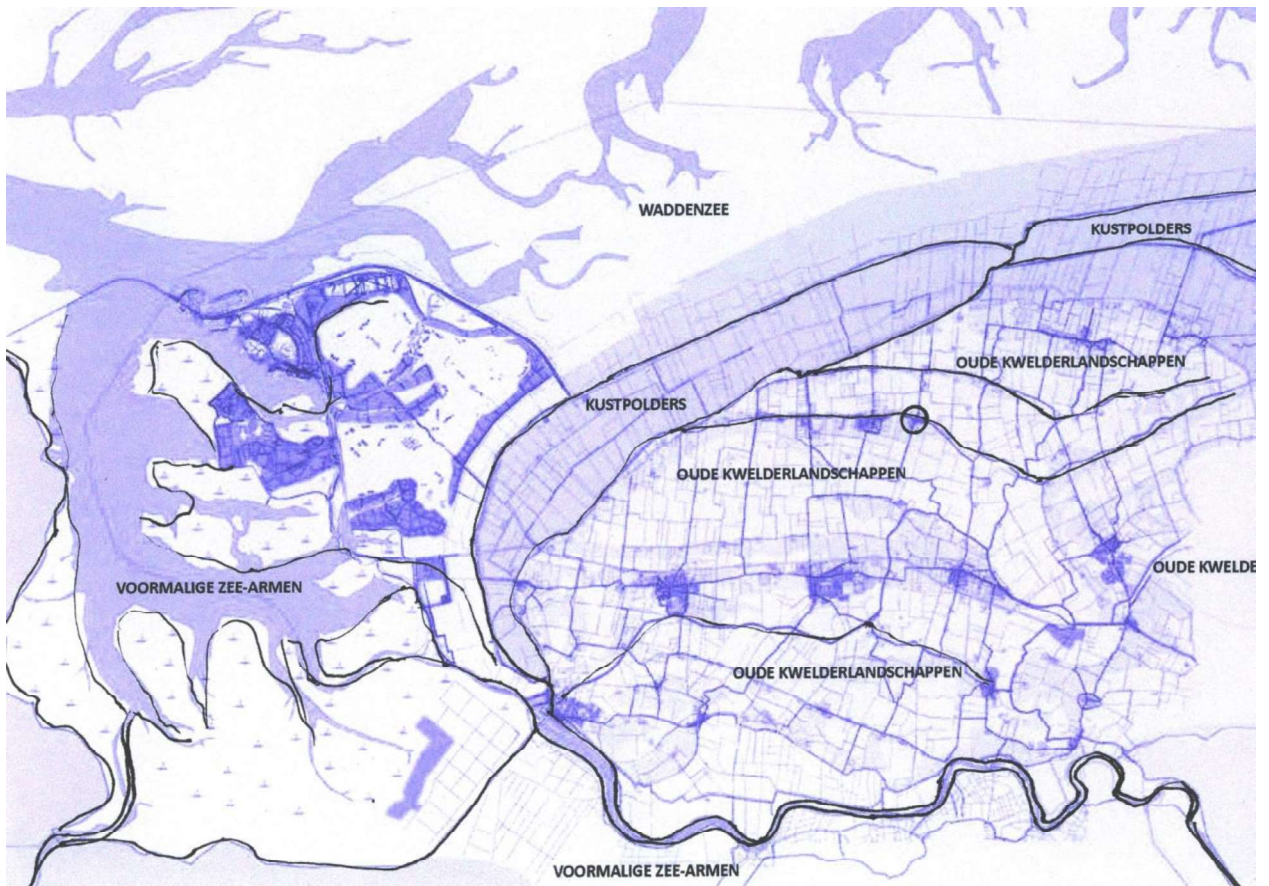 WADDENZEE
KUSTPOLDERS
OUDE KWELDERLANDSCHAPPEN
KUSTPOLDERS
OUDE KWELDERLANDSCHAPPEN
OUDE KWELDE
VOORMALIGE ZEE-ARMEN
OUDE KWELDERLANDSCHAPPEN
VOORMALIGE ZEE-ARMEN